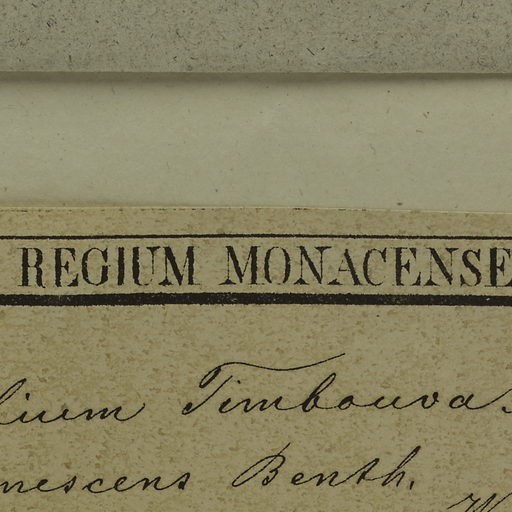 REGIUM MONACENSE
lium Timbouva
nescens Benth.
W